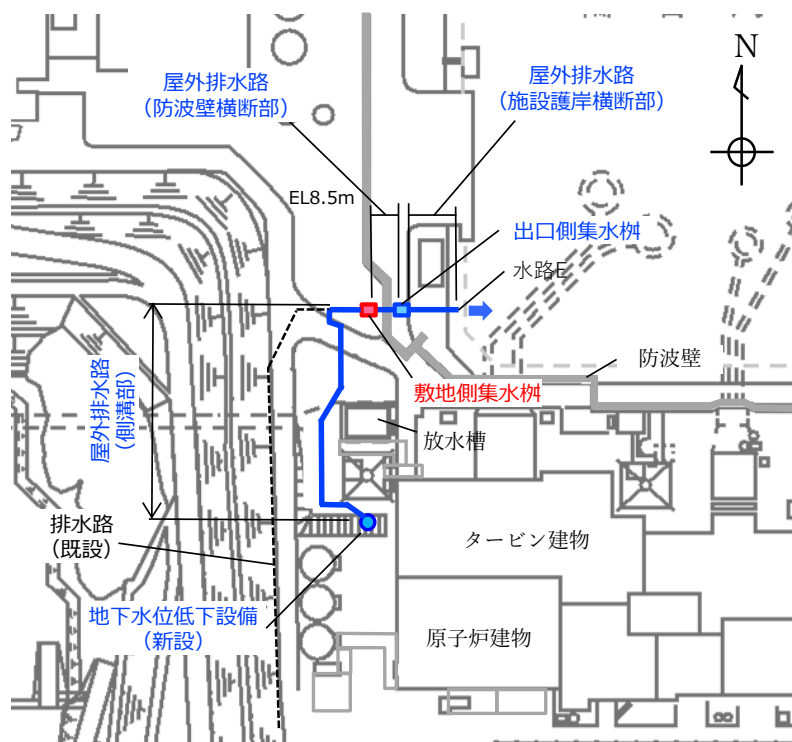 屋外排水路
(防波壁横断部)
屋外排水路
(施設護岸横断部)
N
EL8.5m
出口側集水桝
水路E
防波壁
敷地側集水桝
屋外排水路
(側溝部)
放水槽
排水路
(既設)
タービン建物
地下水位低下設備
(新設)
原子炉建物